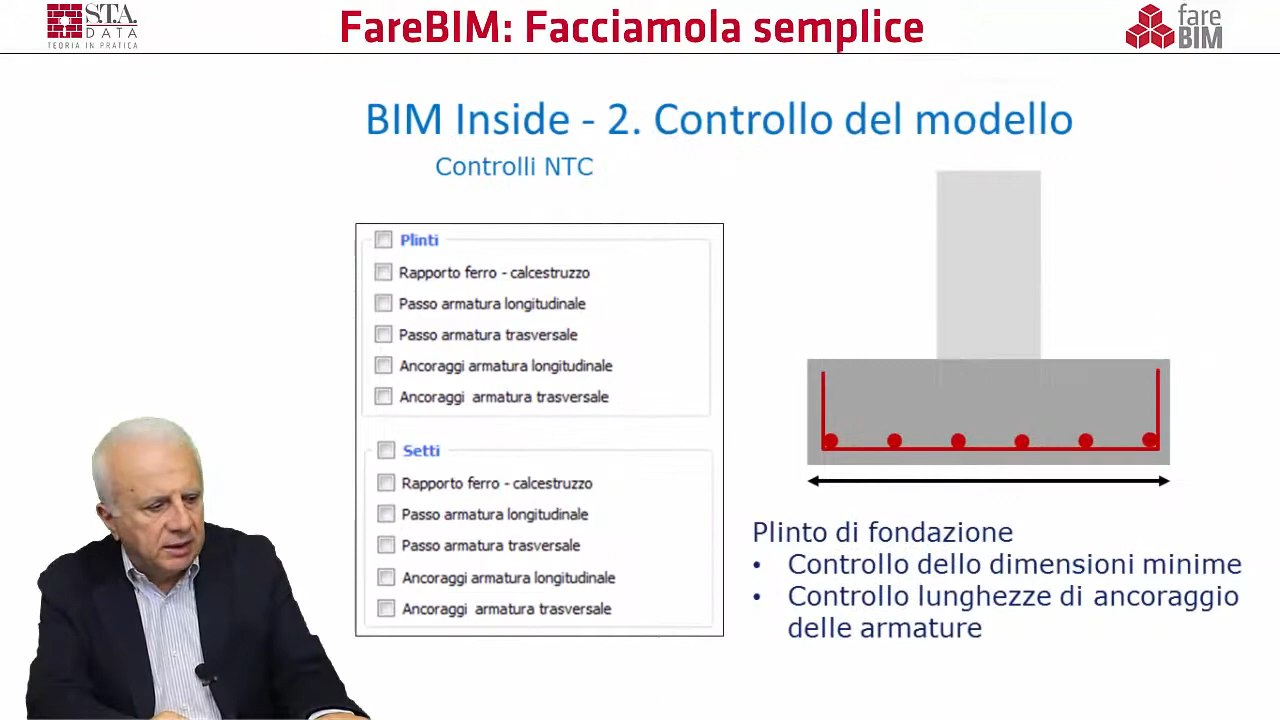 S.T.A.
DATA
TEORIA IN PRATICA
FareBIM: Facciamola semplice
fare
BIM
BIM Inside - 2. Controllo del modello
Controlli NTC
Plinti
Rapporto ferro - calcestruzzo
Passo armatura longitudinale
Passo armatura trasversale
Ancoraggi armatura longitudinale
Ancoraggi armatura trasversale
Setti
Rapporto ferro - calcestruzzo
Passo armatura longitudinale
Passo armatura trasversale
Ancoraggi armatura longitudinale
Ancoraggi armatura trasversale
Plinto di fondazione
• Controllo dello dimensioni minime
• Controllo lunghezze di ancoraggio
delle armature